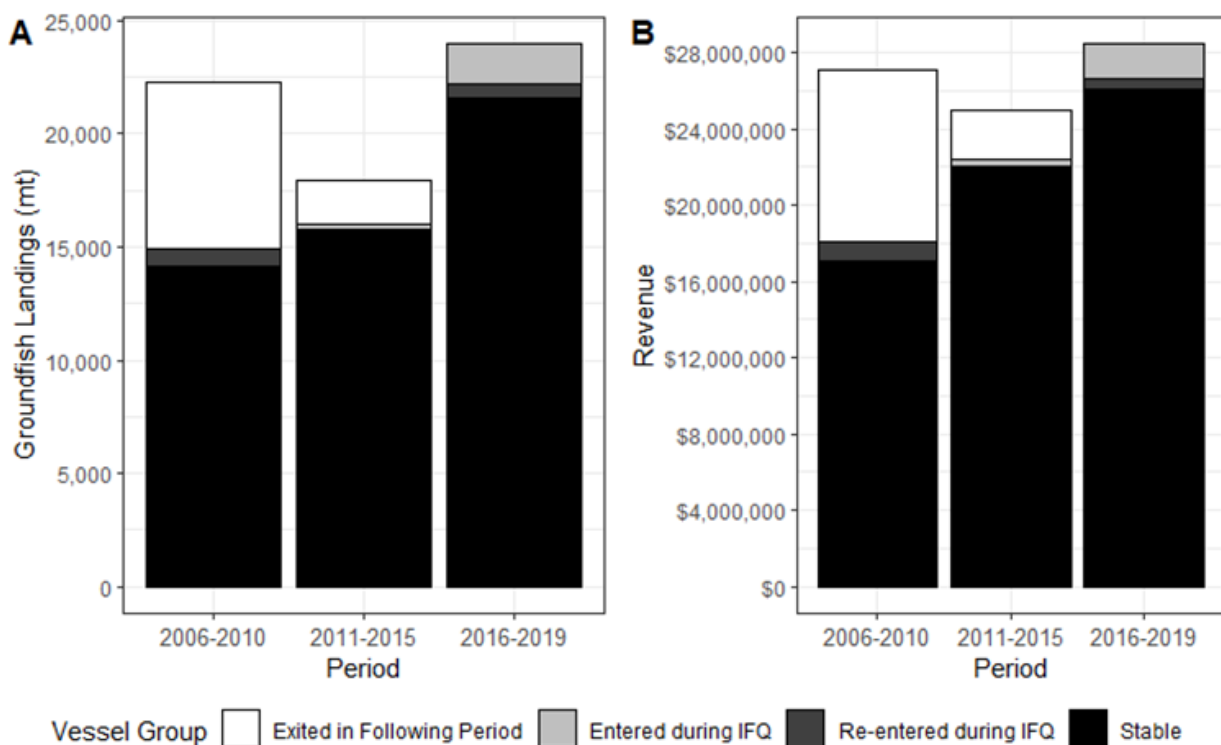 A
Groundfish Landings (mt)
25,000
20,000
15,000
10,000
5,000
0
2006-2010 2011-2015 2016-2019
Period
B
Revenue
$28,000,000
$24,000,000
$20,000,000
$16,000,000
$12,000,000
$8,000,000
$4,000,000
$0
2006-2010 2011-2015 2016-2019
Period
Vessel Group Exited in Following Period Entered during IFQ Re-entered during IFQ Stable